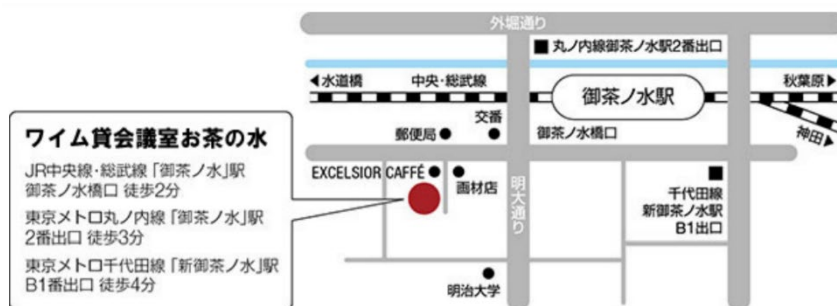 外堀通り
丸ノ内線御茶ノ水駅2番出口
水道橋
中央・総武線
御茶ノ水駅
秋葉原
神田
交番
郵便局
御茶ノ水橋口
EXCELSIOR CAFFÉ
画材店
明大通り
千代田線
新御茶ノ水駅
B1出口
明治大学
ワイム貸会議室お茶の水
JR中央線・総武線「御茶ノ水」駅
御茶ノ水橋口 徒歩2分
東京メトロ丸ノ内線「御茶ノ水」駅
2番出口 徒歩3分
東京メトロ千代田線「新御茶ノ水」駅
B1番出口 徒歩4分